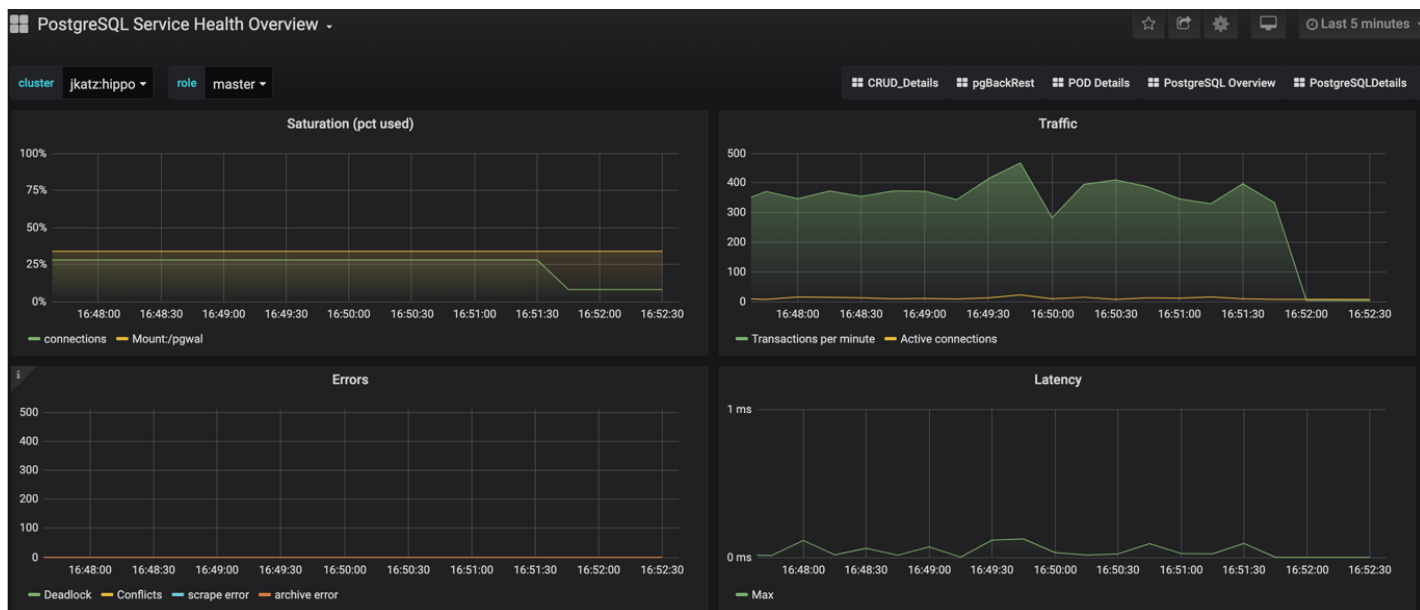 PostgreSQL Service Health Overview
Last 5 minutes
cluster jkatz:hippo role master
CRUD_Details pgBackRest POD Details PostgreSQL Overview PostgreSQLDetails
Saturation (pct used)
100%
75%
50%
25%
0%
16:48:00 16:48:30 16:49:00 16:49:30 16:50:00 16:50:30 16:51:00 16:51:30 16:52:00 16:52:30
connections Mount:/pgwal
Traffic
500
400
300
200
100
0
16:48:00 16:48:30 16:49:00 16:49:30 16:50:00 16:50:30 16:51:00 16:51:30 16:52:00 16:52:30
Transactions per minute Active connections
i
Errors
500
400
300
200
100
0
16:48:00 16:48:30 16:49:00 16:49:30 16:50:00 16:50:30 16:51:00 16:51:30 16:52:00 16:52:30
Deadlock Conflicts scrape error archive error
Latency
1 ms
0 ms
16:48:00 16:48:30 16:49:00 16:49:30 16:50:00 16:50:30 16:51:00 16:51:30 16:52:00 16:52:30
Max